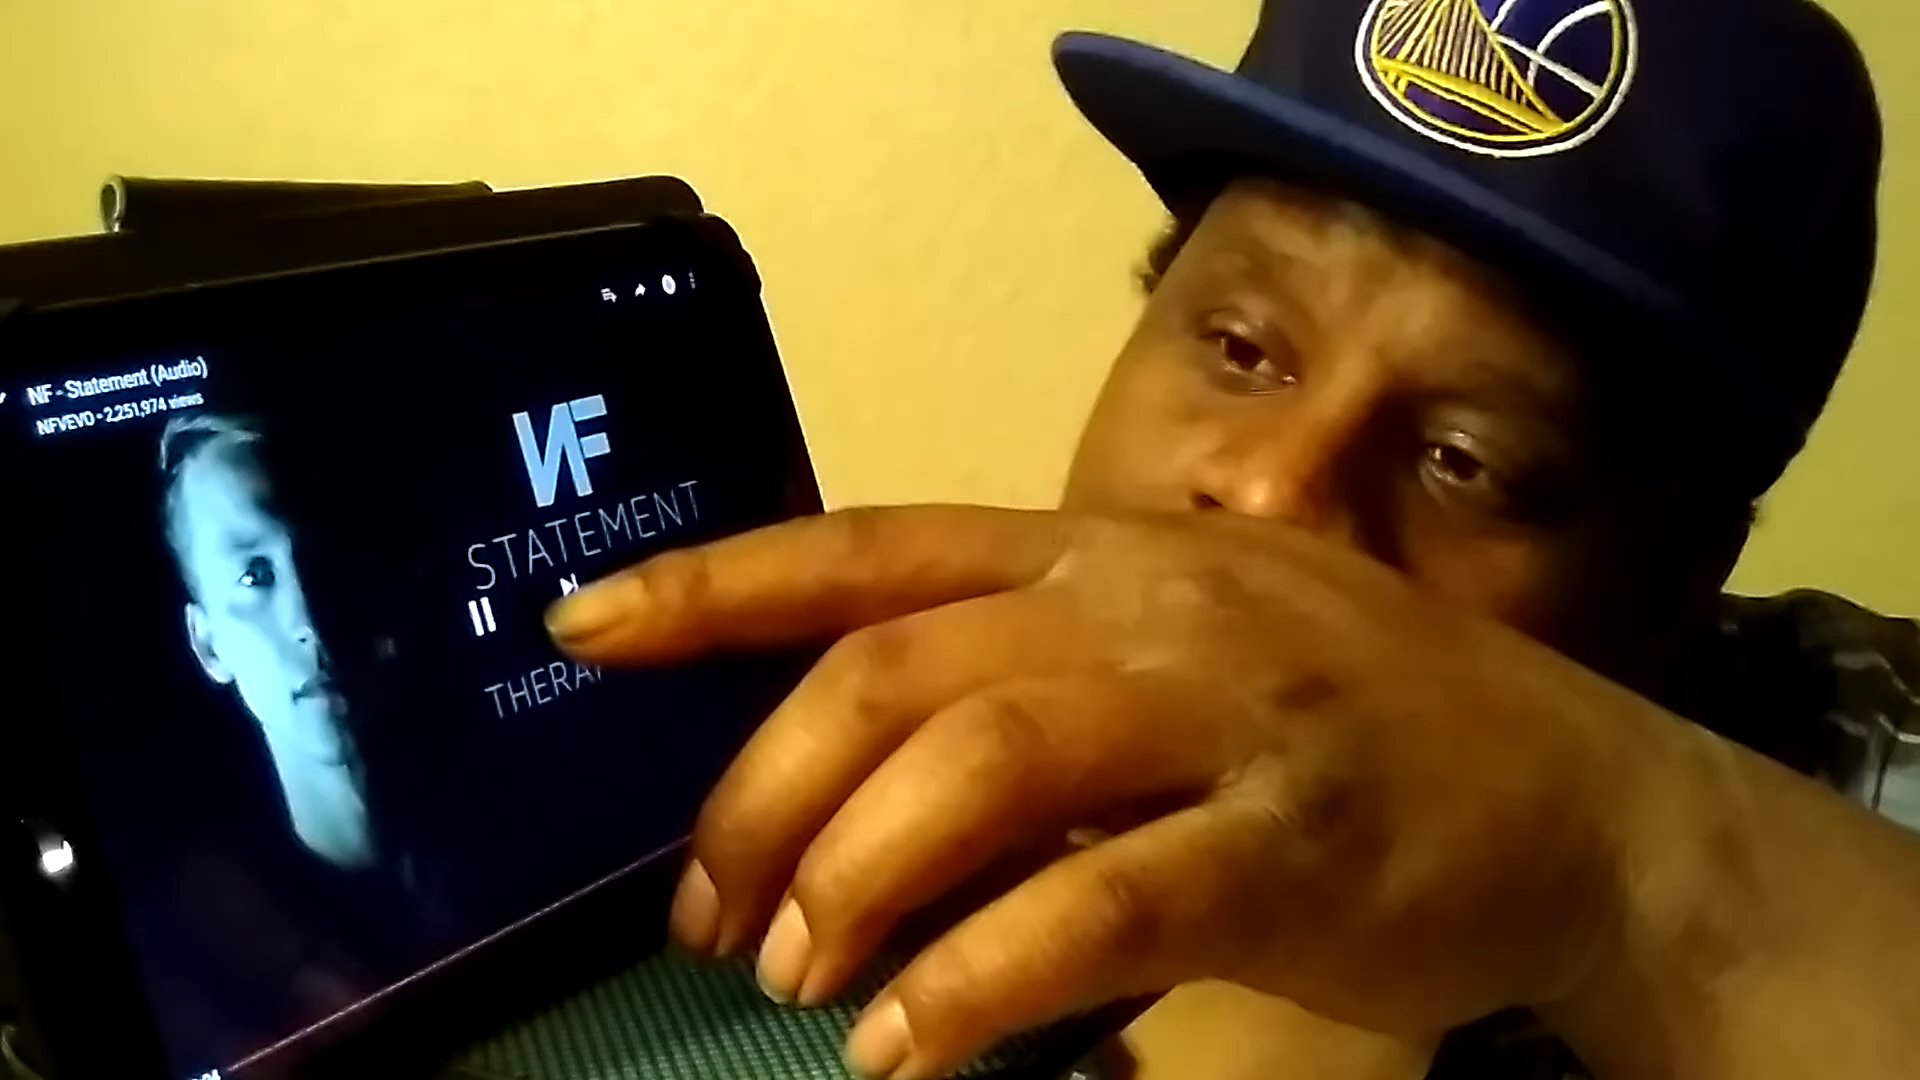 NF - Statement (Audio)
NFVEVO • 2,251,974 views
NF
STATEMENT